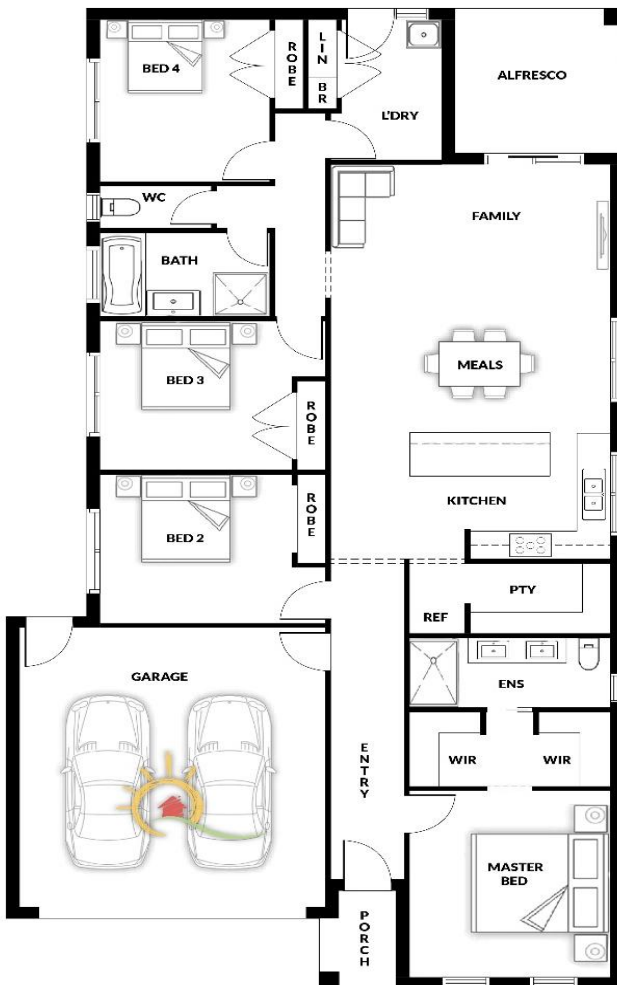 BED 4
ROBE
LIN
BR
L'DRY
ALFRESCO
WC
FAMILY
BATH
MEALS
BED 3
ROBE
KITCHEN
ROBE
BED 2
PTY
REF
GARAGE
ENS
ENTRY
WIR
WIR
MASTER
BED
PORCH